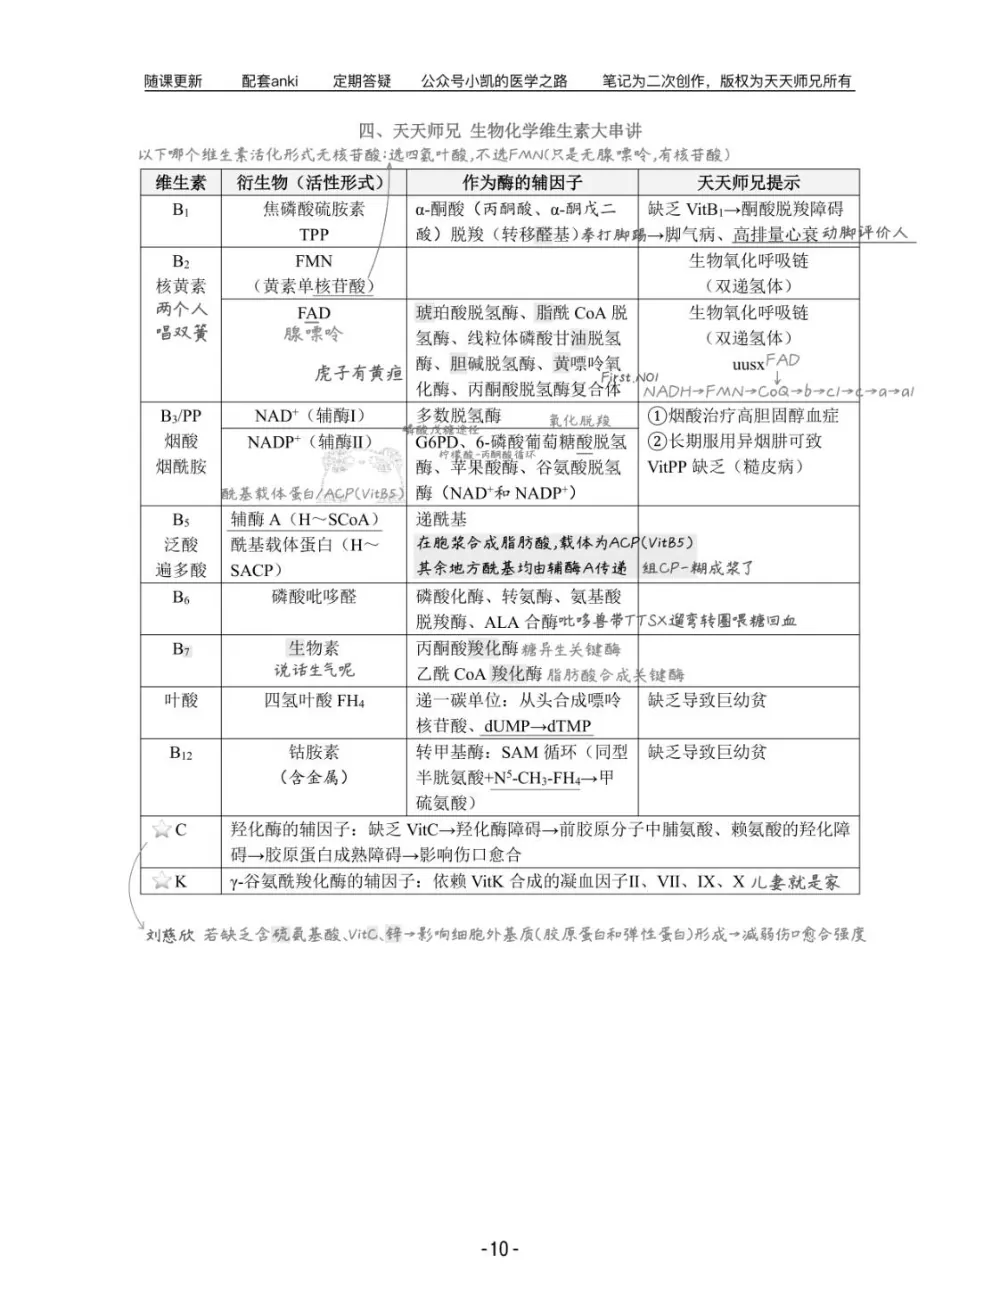 随课更新 配套anki 定期答疑 公众号小凯的医学之路 笔记为二次创作，版权为天天师兄所有
四、天天师兄 生物化学维生素大串讲
以下哪个维生素活化形式无核苷酸:选四氢叶酸,不选FMN(只是无腺嘌呤,有核苷酸)
维生素 衍生物（活性形式） 作为酶的辅因子 天天师兄提示
B₁ 焦磷酸硫胺素 α-酮酸（丙酮酸、α-酮戊二 缺乏 VitB₁→酮酸脱羧障碍
TPP 酸）脱羧（转移醛基）拳打脚踢 →脚气病、高排量心衰 动脚评价人
B₂ FMN 生物氧化呼吸链
核黄素 （黄素单核苷酸） （双递氢体）
两个人 FAD 琥珀酸脱氢酶、脂酰 CoA 脱 生物氧化呼吸链
唱双簧 腺嘌呤 氢酶、线粒体磷酸甘油脱氢 （双递氢体）
虎子有黄疸 酶、胆碱脱氢酶、黄嘌呤氧 uusx FAD
化酶、丙酮酸脱氢酶复合体 First,NO1 NADH→FMN→CoQ→b→c1→c→a→a1
B₃/PP NAD⁺（辅酶Ⅰ） 多数脱氢酶 氧化脱羧 ①烟酸治疗高胆固醇血症
磷酸戊糖途径
烟酸 NADP⁺（辅酶Ⅱ） G6PD、6-磷酸葡萄糖酸脱氢 ②长期服用异烟肼可致
柠檬酸-丙酮酸循环
烟酰胺 酶、苹果酸酶、谷氨酸脱氢 VitPP 缺乏（糙皮病）
酰基载体蛋白/ACP(VitB5) 酶（NAD⁺和 NADP⁺）
B₅ 辅酶 A（H～SCoA） 递酰基
泛酸 酰基载体蛋白（H～ 在胞浆合成脂肪酸,载体为ACP(VitB5)
遍多酸 SACP） 其余地方酰基均由辅酶A传递 组CP-糊成浆了
B₆ 磷酸吡哆醛 磷酸化酶、转氨酶、氨基酸
脱羧酶、ALA 合酶 吡哆兽带TTSX遛弯转圈喂糖回血
B₇ 生物素 丙酮酸羧化酶 糖异生关键酶
说话生气呢 乙酰 CoA 羧化酶 脂肪酸合成关键酶
叶酸 四氢叶酸 FH₄ 递一碳单位：从头合成嘌呤 缺乏导致巨幼贫
核苷酸、dUMP→dTMP
B₁₂ 钴胺素 转甲基酶：SAM 循环（同型 缺乏导致巨幼贫
（含金属） 半胱氨酸+N⁵-CH₃-FH₄→甲
硫氨酸）
C 羟化酶的辅因子：缺乏 VitC→羟化酶障碍→前胶原分子中脯氨酸、赖氨酸的羟化障
碍→胶原蛋白成熟障碍→影响伤口愈合
K γ-谷氨酰羧化酶的辅因子：依赖 VitK 合成的凝血因子Ⅱ、Ⅶ、Ⅸ、Ⅹ 儿妻就是家
刘慈欣 若缺乏含硫氨基酸、VitC、锌→影响细胞外基质(胶原蛋白和弹性蛋白)形成→减弱伤口愈合强度
-10-